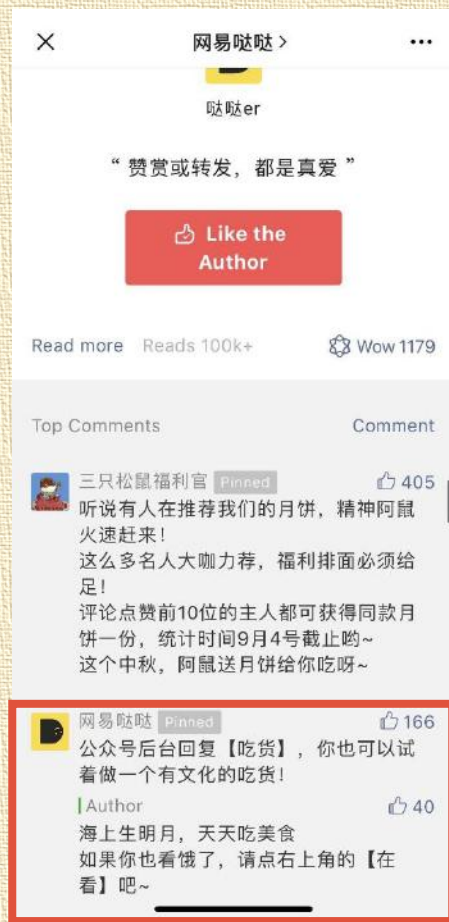 网易哒哒 >
哒哒er
“ 赞赏或转发，都是真爱 ”
Like the
Author
Read more Reads 100k+ Wow 1179
Top Comments Comment
三只松鼠福利官 Pinned 405
听说有人在推荐我们的月饼，精神阿鼠
火速赶来！
这么多名人大咖力荐，福利排面必须给
足！
评论点赞前10位的主人都可获得同款月
饼一份，统计时间9月4号截止哟~
这个中秋，阿鼠送月饼给你吃呀~
网易哒哒 Pinned 166
公众号后台回复【吃货】，你也可以试
着做一个有文化的吃货！
Author 40
海上生明月，天天吃美食
如果你也看饿了，请点右上角的【在
看】吧~